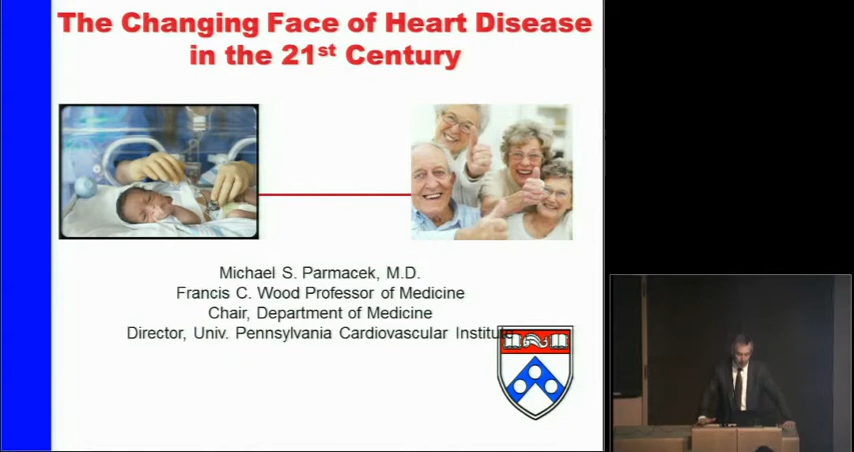 The Changing Face of Heart Disease
in the 21st Century
Michael S. Parmacek, M.D.
Francis C. Wood Professor of Medicine
Chair, Department of Medicine
Director, Univ. Pennsylvania Cardiovascular Institute